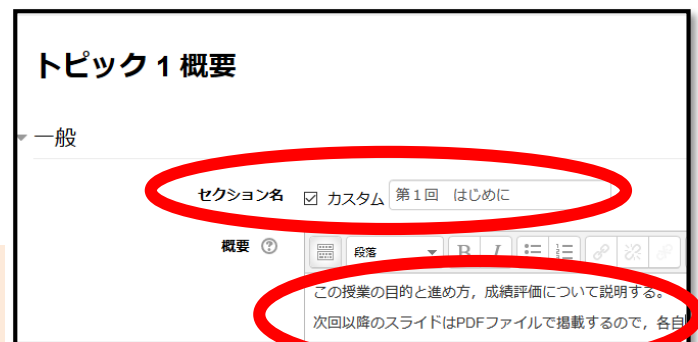 トピック 1 概要
一般
セクション名 カスタム 第1回 はじめに
概要 段落 B I
この授業の目的と進め方，成績評価について説明する。
次回以降のスライドはPDFファイルで掲載するので，各自